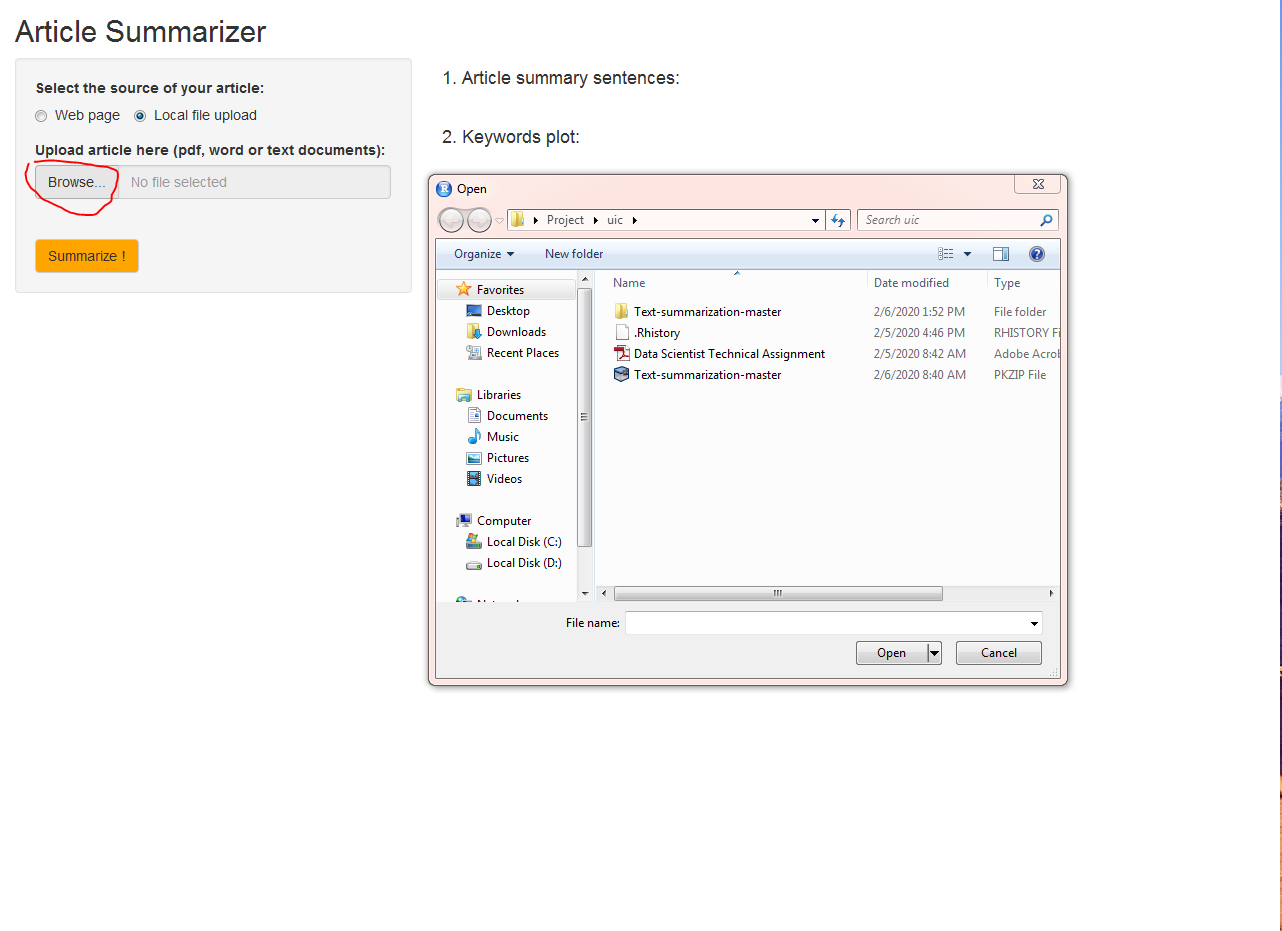 Article Summarizer
Select the source of your article:
Web page Local file upload
Upload article here (pdf, word or text documents):
Browse... No file selected
Summarize !
1. Article summary sentences:
2. Keywords plot:
Open
Project uic
Search uic
Organize New folder
Favorites
Desktop
Downloads
Recent Places
Libraries
Documents
Music
Pictures
Videos
Computer
Local Disk (C:)
Local Disk (D:)
Name Date modified Type
Text-summarization-master 2/6/2020 1:52 PM File folder
.Rhistory 2/5/2020 4:46 PM RHISTORY Fi
Data Scientist Technical Assignment 2/5/2020 8:42 AM Adobe Acrob
Text-summarization-master 2/6/2020 8:40 AM PKZIP File
File name:
Open Cancel